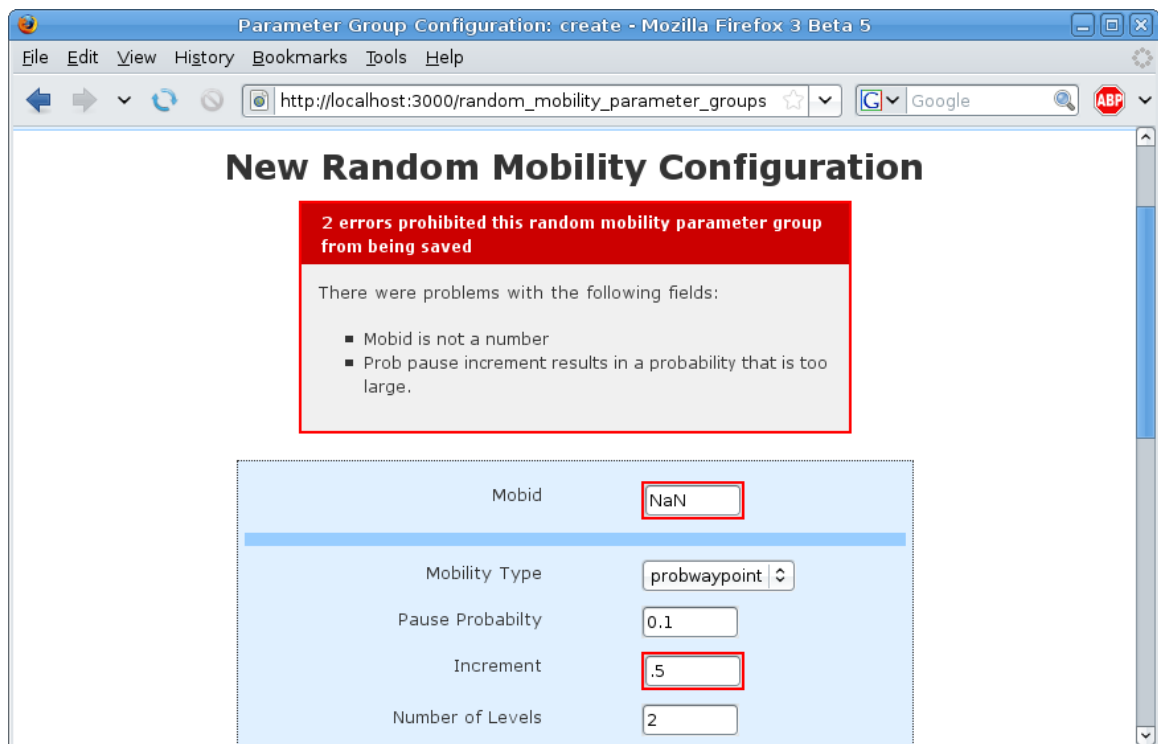 Parameter Group Configuration: create - Mozilla Firefox 3 Beta 5
File Edit View History Bookmarks Tools Help
http://localhost:3000/random_mobility_parameter_groups
G Google
ABP
New Random Mobility Configuration
2 errors prohibited this random mobility parameter group
from being saved
There were problems with the following fields:
Mobid is not a number
Prob pause increment results in a probability that is too
large.
Mobid NaN
Mobility Type probwaypoint
Pause Probabilty 0.1
Increment .5
Number of Levels 2